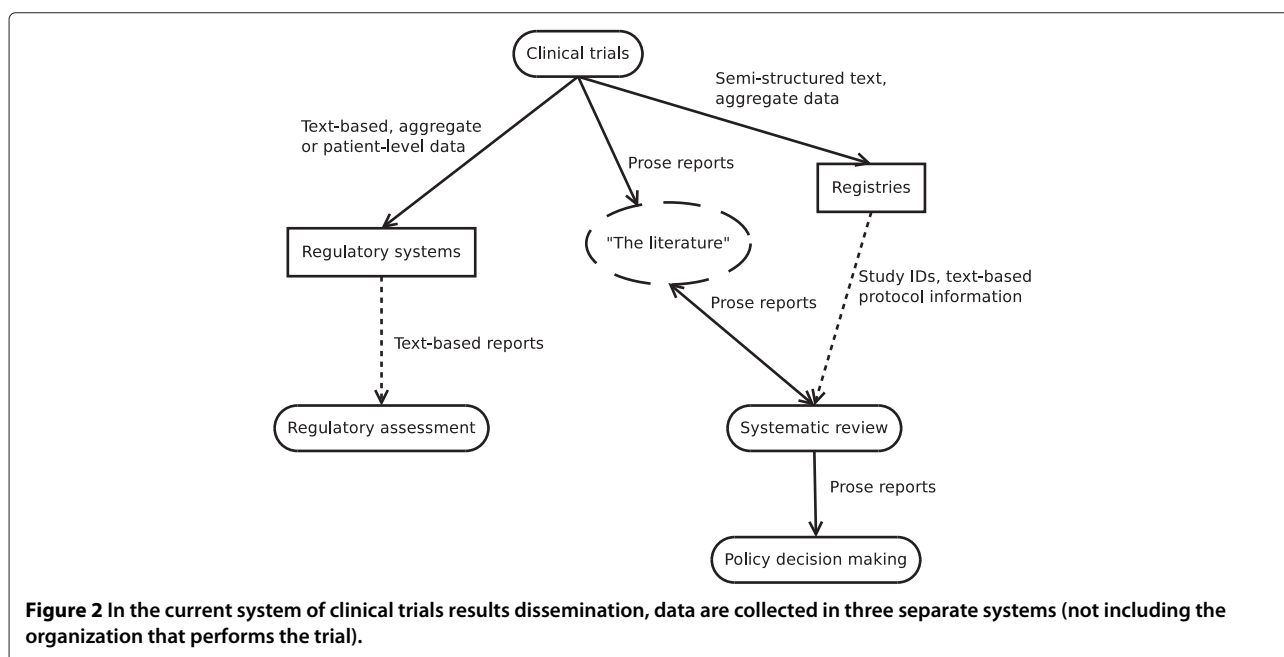 Clinical trials
Semi-structured text,
aggregate data
Text-based, aggregate
or patient-level data
Prose reports
Registries
Regulatory systems
"The literature"
Study IDs, text-based
protocol information
Prose reports
Text-based reports
Regulatory assessment
Systematic review
Prose reports
Policy decision making
Figure 2 In the current system of clinical trials results dissemination, data are collected in three separate systems (not including the
organization that performs the trial).